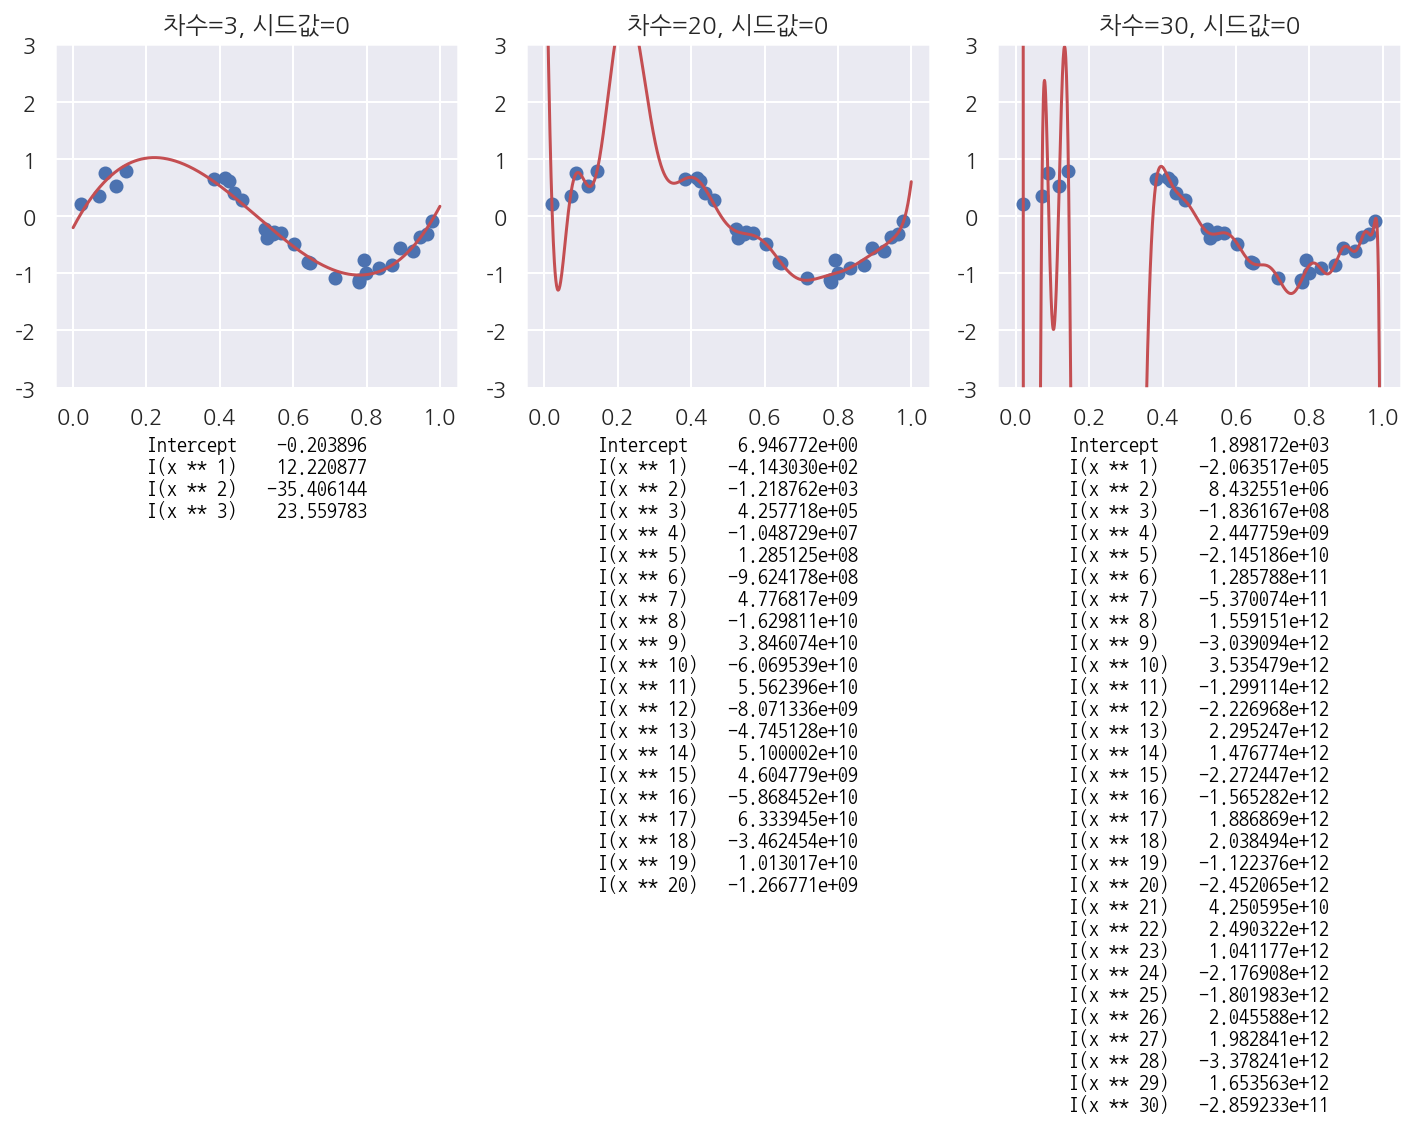 차수=3, 시드값=0
3
2
1
0
-1
-2
-3
0.0 0.2 0.4 0.6 0.8 1.0
Intercept -0.203896
I(x ** 1) 12.220877
I(x ** 2) -35.406144
I(x ** 3) 23.559783
차수=20, 시드값=0
3
2
1
0
-1
-2
-3
0.0 0.2 0.4 0.6 0.8 1.0
Intercept 6.946772e+00
I(x ** 1) -4.143030e+02
I(x ** 2) -1.218762e+03
I(x ** 3) 4.257718e+05
I(x ** 4) -1.048729e+07
I(x ** 5) 1.285125e+08
I(x ** 6) -9.624178e+08
I(x ** 7) 4.776817e+09
I(x ** 8) -1.629811e+10
I(x ** 9) 3.846074e+10
I(x ** 10) -6.069539e+10
I(x ** 11) 5.562396e+10
I(x ** 12) -8.071336e+09
I(x ** 13) -4.745128e+10
I(x ** 14) 5.100002e+10
I(x ** 15) 4.604779e+09
I(x ** 16) -5.868452e+10
I(x ** 17) 6.333945e+10
I(x ** 18) -3.462454e+10
I(x ** 19) 1.013017e+10
I(x ** 20) -1.266771e+09
차수=30, 시드값=0
3
2
1
0
-1
-2
-3
0.0 0.2 0.4 0.6 0.8 1.0
Intercept 1.898172e+03
I(x ** 1) -2.063517e+05
I(x ** 2) 8.432551e+06
I(x ** 3) -1.836167e+08
I(x ** 4) 2.447759e+09
I(x ** 5) -2.145186e+10
I(x ** 6) 1.285788e+11
I(x ** 7) -5.370074e+11
I(x ** 8) 1.559151e+12
I(x ** 9) -3.039094e+12
I(x ** 10) 3.535479e+12
I(x ** 11) -1.299114e+12
I(x ** 12) -2.226968e+12
I(x ** 13) 2.295247e+12
I(x ** 14) 1.476774e+12
I(x ** 15) -2.272447e+12
I(x ** 16) -1.565282e+12
I(x ** 17) 1.886869e+12
I(x ** 18) 2.038494e+12
I(x ** 19) -1.122376e+12
I(x ** 20) -2.452065e+12
I(x ** 21) 4.250595e+10
I(x ** 22) 2.490322e+12
I(x ** 23) 1.041177e+12
I(x ** 24) -2.176908e+12
I(x ** 25) -1.801983e+12
I(x ** 26) 2.045588e+12
I(x ** 27) 1.982841e+12
I(x ** 28) -3.378241e+12
I(x ** 29) 1.653563e+12
I(x ** 30) -2.859233e+11